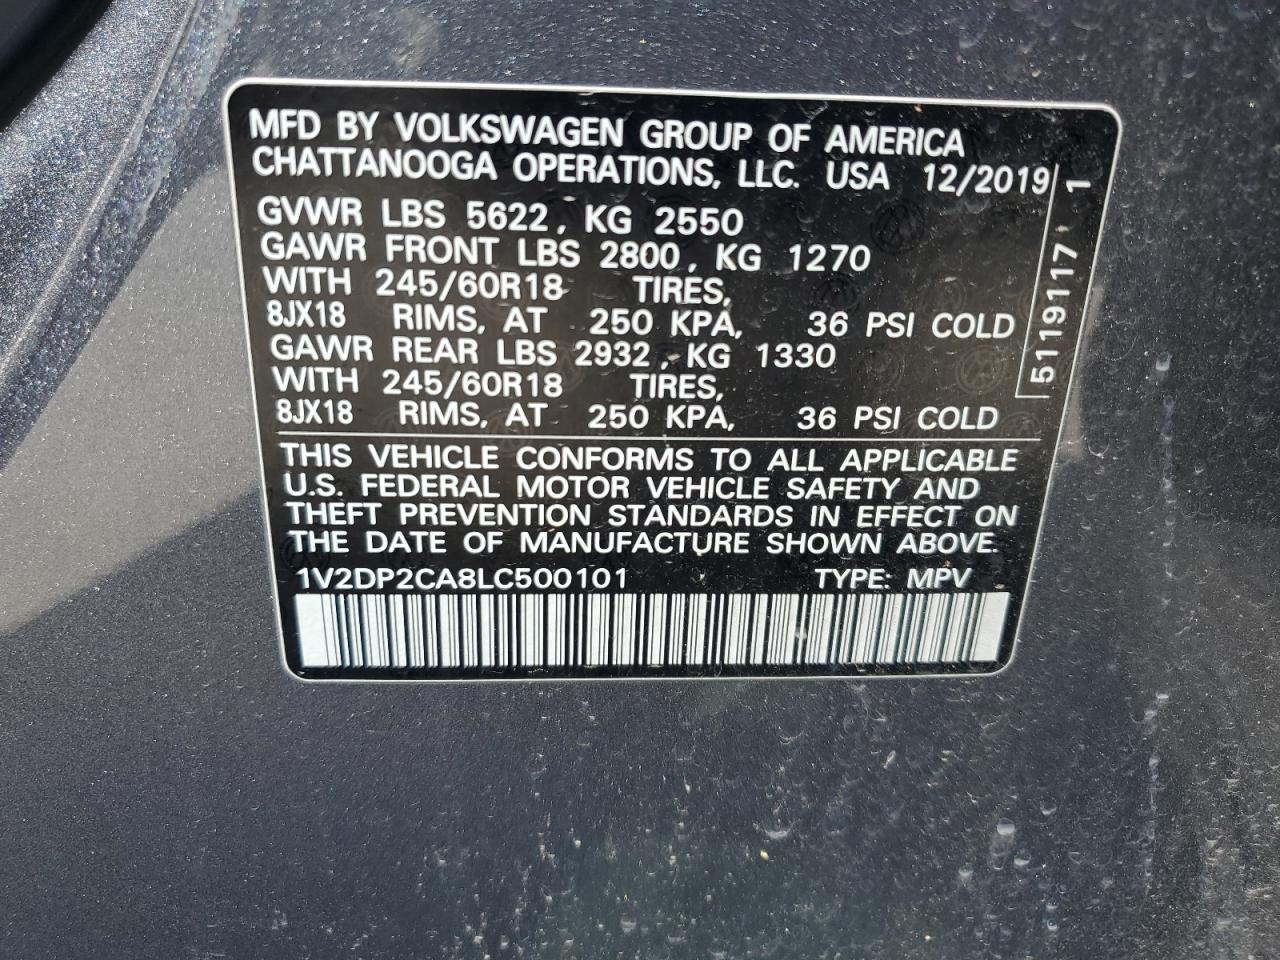 MFD BY VOLKSWAGEN GROUP OF AMERICA
CHATTANOOGA OPERATIONS, LLC. USA 12/2019
GVWR LBS 5622, KG 2550
GAWR FRONT LBS 2800, KG 1270
WITH 245/60R18 TIRES,
8JX18 RIMS, AT 250 KPA, 36 PSI COLD
GAWR REAR LBS 2932, KG 1330
WITH 245/60R18 TIRES,
8JX18 RIMS, AT 250 KPA, 36 PSI COLD
THIS VEHICLE CONFORMS TO ALL APPLICABLE
U.S. FEDERAL MOTOR VEHICLE SAFETY AND
THEFT PREVENTION STANDARDS IN EFFECT ON
THE DATE OF MANUFACTURE SHOWN ABOVE.
1V2DP2CA8LC500101 TYPE: MPV
5119117 1